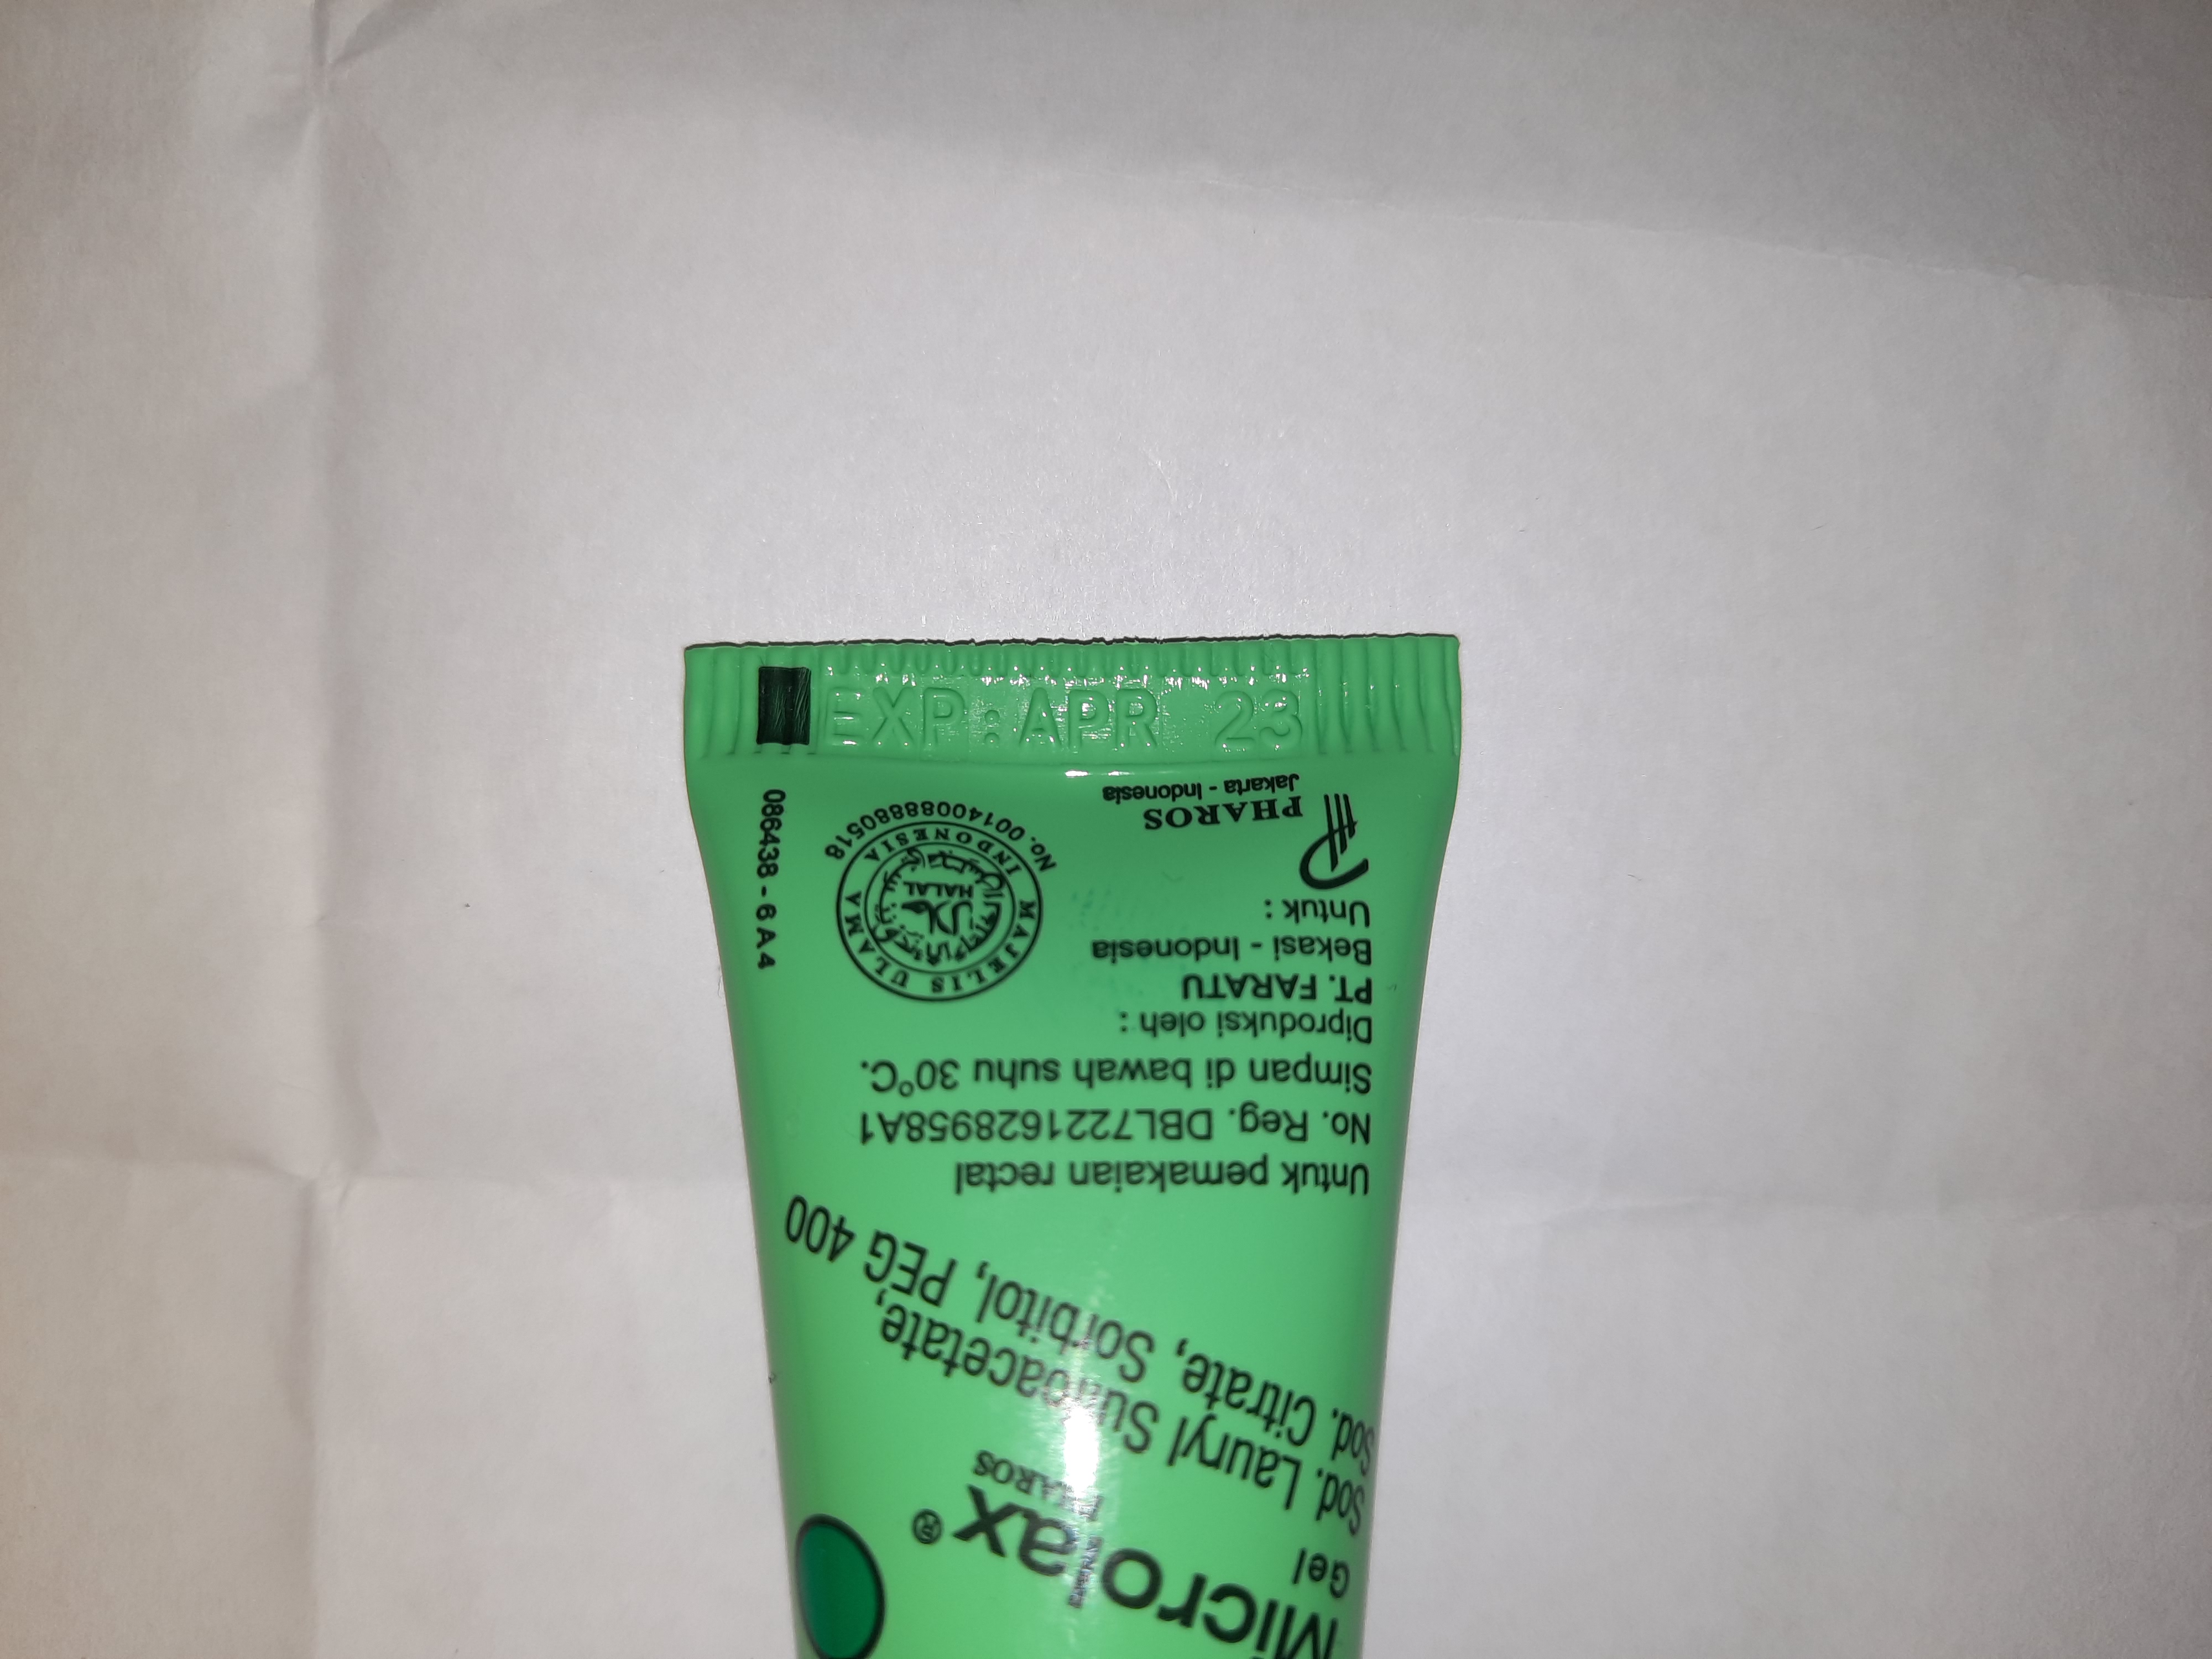 EXP: APR 23
Microlax®
PHAROS
Gel
Sod. Lauryl Sulfoacetate,
Sod. Citrate, Sorbitol, PEG 400
Untuk pemakaian rectal
No. Reg. DBL7221628958A1
Simpan di bawah suhu 30°C.
Diproduksi oleh :
PT. FARATU
Bekasi - Indonesia
Untuk :
PHAROS
Jakarta - Indonesia
MAJELIS ULAMA INDONESIA
HALAL
No. 00140088880518
086438 - 6 A 4